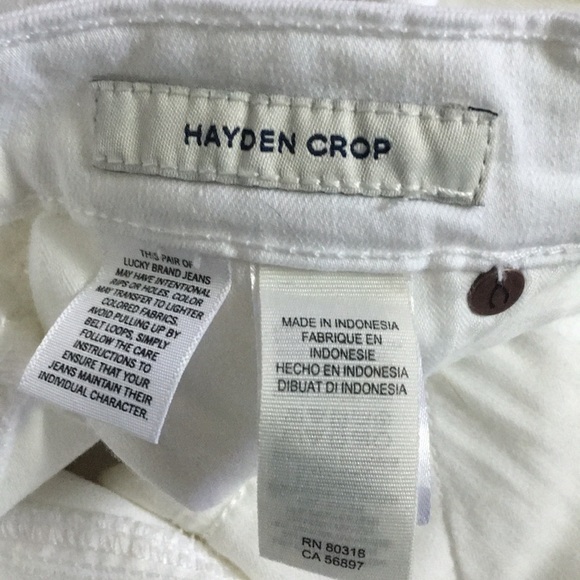 HAYDEN CROP
THIS PAIR OF
LUCKY BRAND JEANS
MAY HAVE INTENTIONAL
RIPS OR HOLES. COLOR
MAY TRANSFER TO LIGHTER
COLORED FABRICS.
AVOID PULLING UP BY
BELT LOOPS, SIMPLY
FOLLOW THE CARE
INSTRUCTIONS TO
ENSURE THAT YOUR
JEANS MAINTAIN THEIR
INDIVIDUAL CHARACTER.
MADE IN INDONESIA
FABRIQUE EN
INDONESIE
HECHO EN INDONESIA
DIBUAT DI INDONESIA
RN 80318
CA 56897